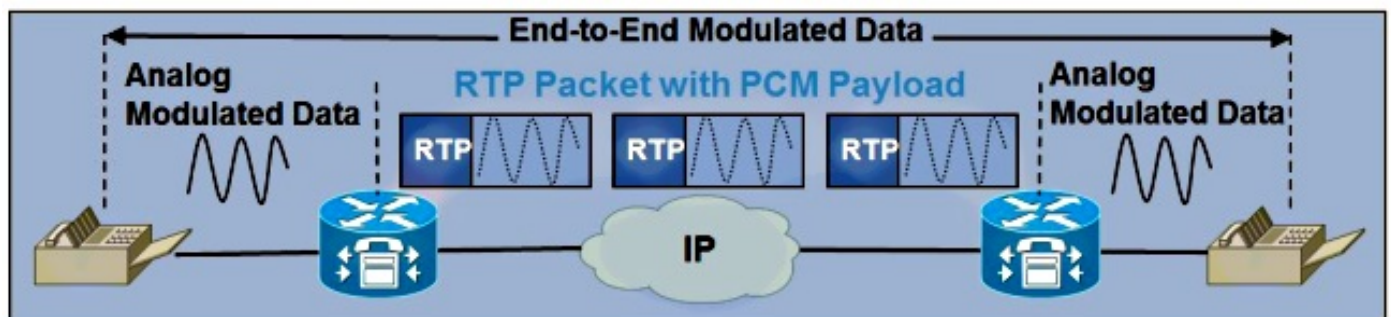 End-to-End Modulated Data
Analog
Modulated Data
RTP Packet with PCM Payload
Analog
Modulated Data
RTP
RTP
RTP
IP